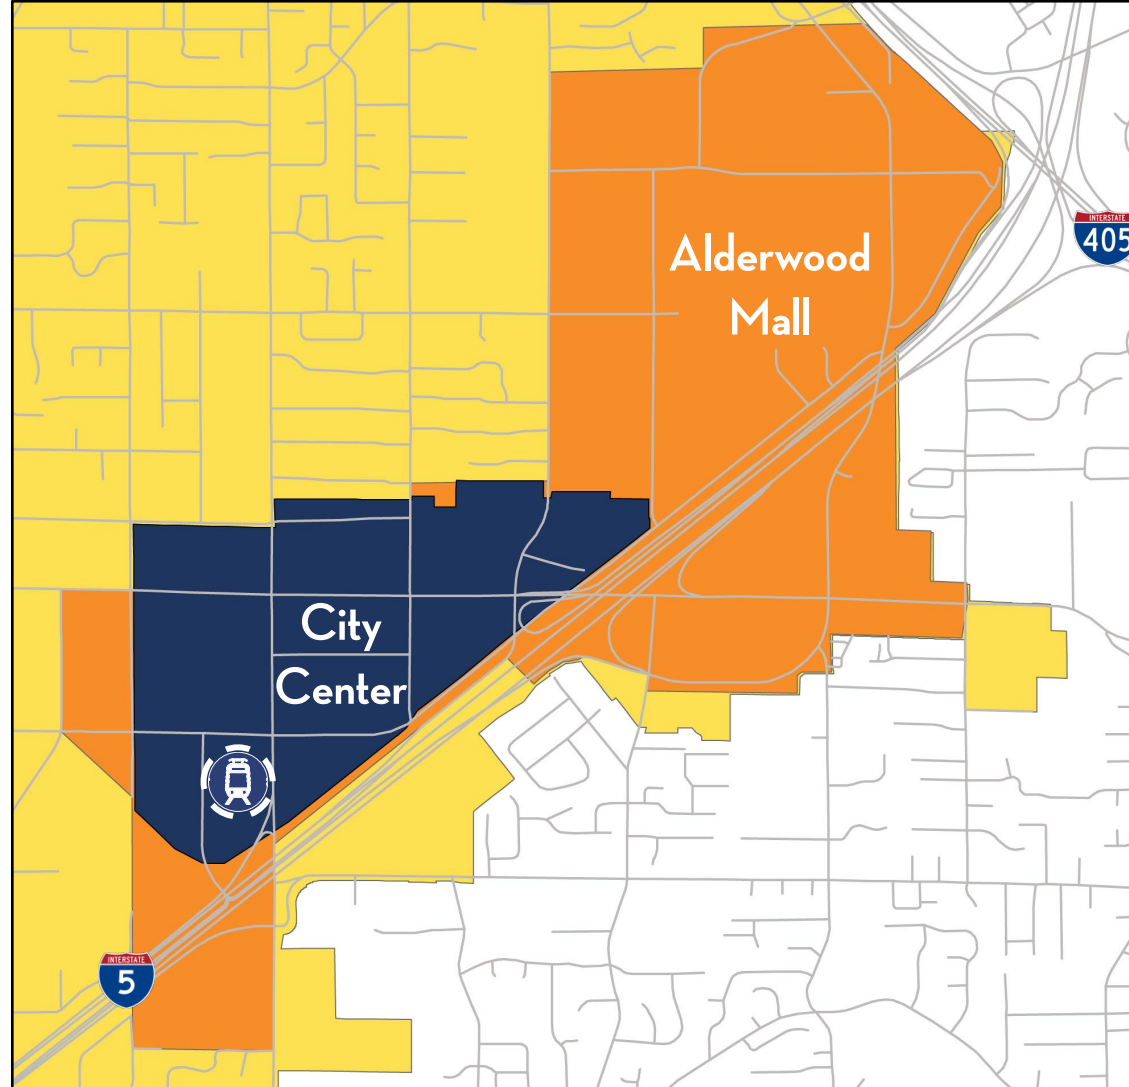 Alderwood
Mall
INTERSTATE
405
City
Center
INTERSTATE
5